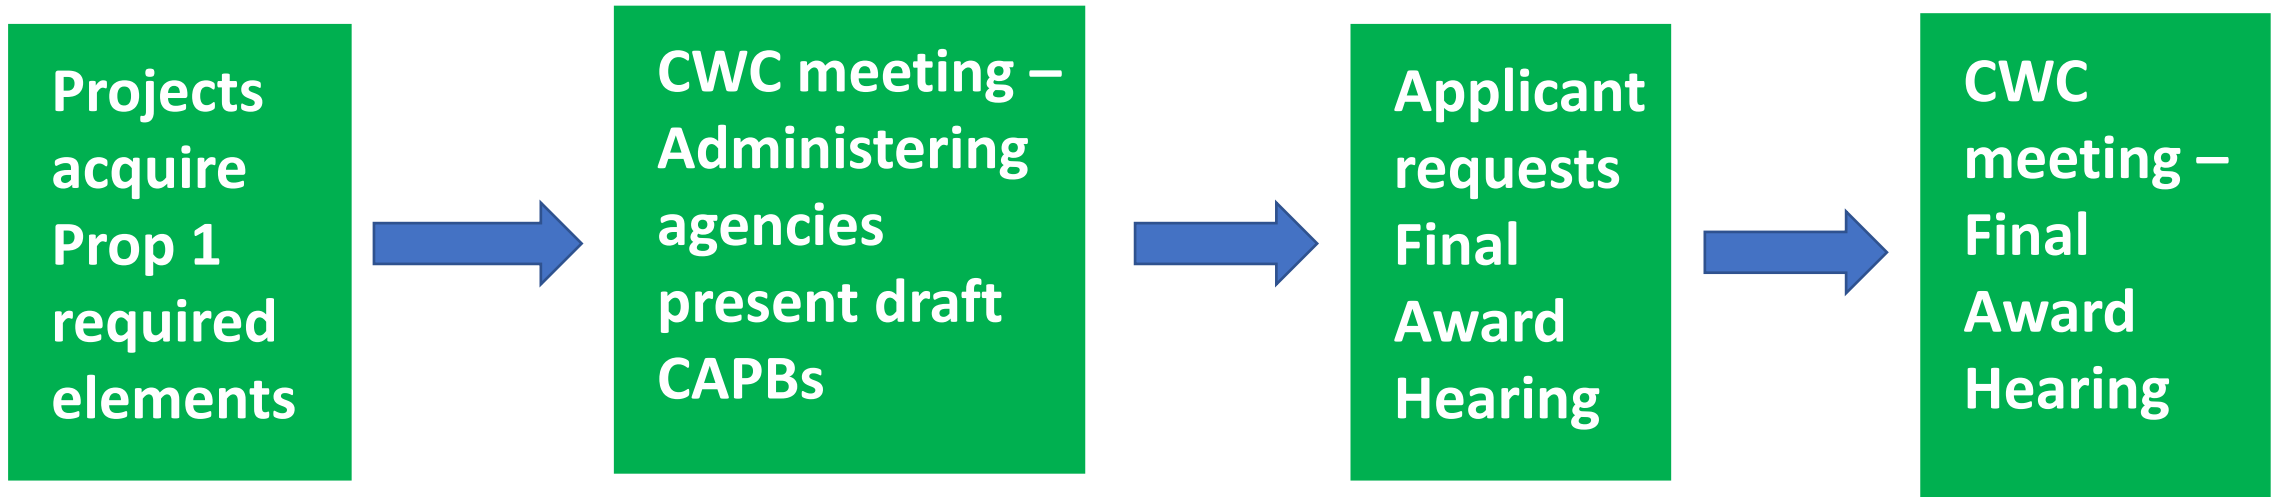 Projects
acquire
Prop 1
required
elements
CWC meeting –
Administering
agencies
present draft
CAPBs
Applicant
requests
Final
Award
Hearing
CWC
meeting –
Final
Award
Hearing